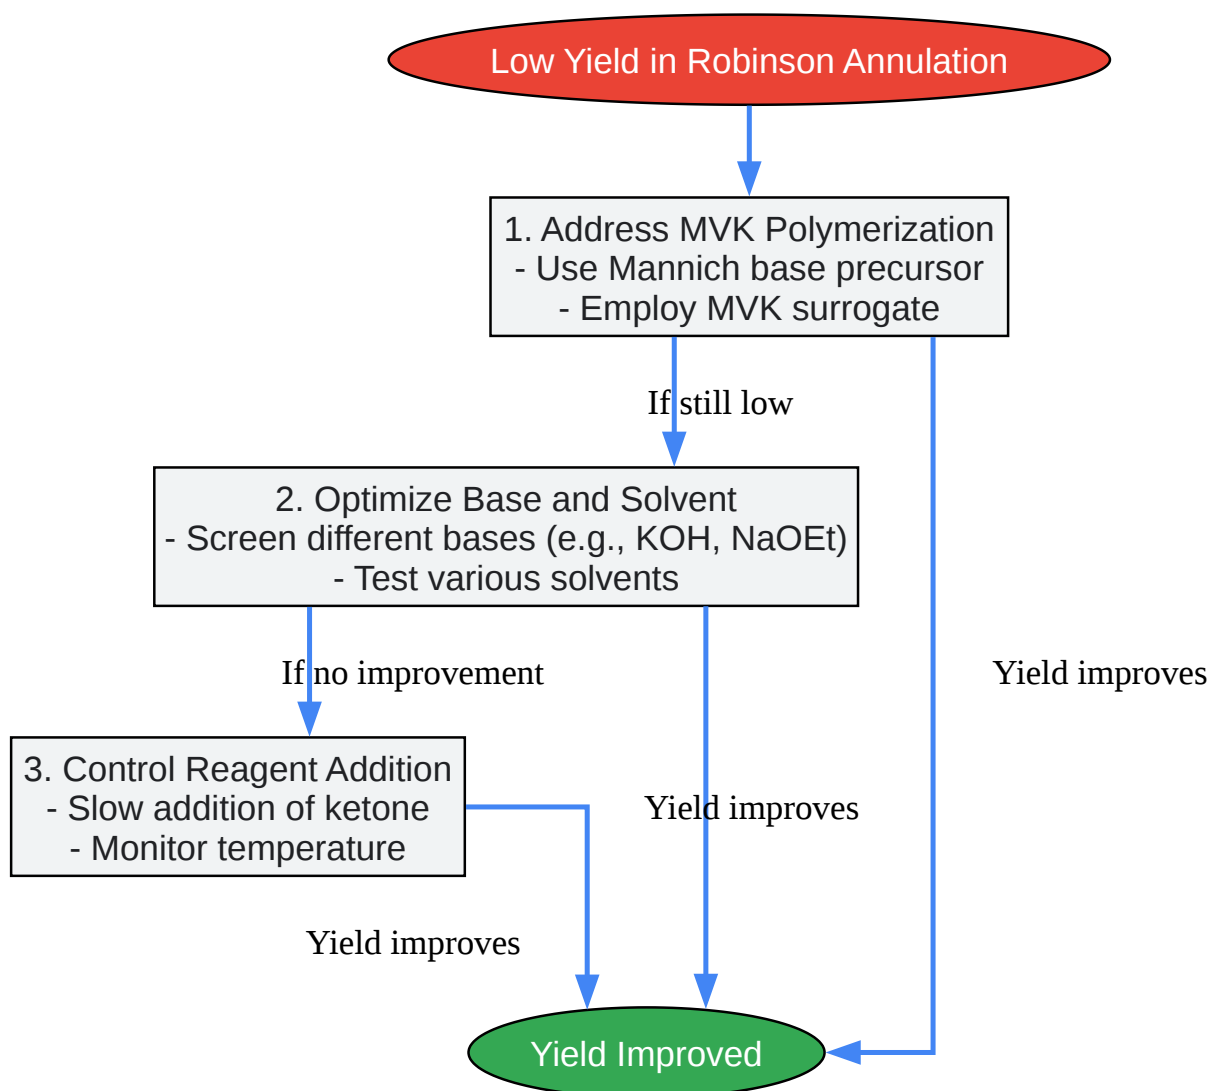 Low Yield in Robinson Annulation
1. Address MVK Polymerization
- Use Mannich base precursor
- Employ MVK surrogate
If still low
2. Optimize Base and Solvent
- Screen different bases (e.g., KOH, NaOEt)
- Test various solvents
If no improvement
Yield improves
3. Control Reagent Addition
- Slow addition of ketone
- Monitor temperature
Yield improves
Yield improves
Yield Improved